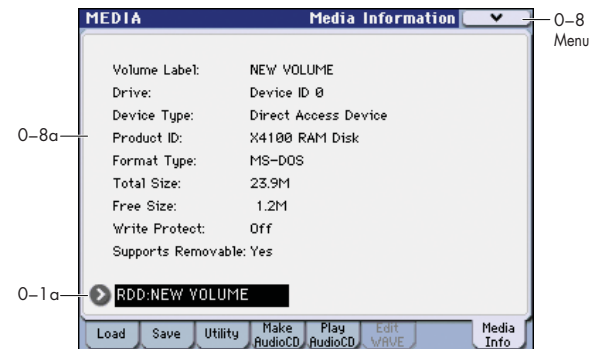 MEDIA Media Information
0–8
Menu
Volume Label: NEW VOLUME
Drive: Device ID 0
Device Type: Direct Access Device
0–8a
Product ID: X4100 RAM Disk
Format Type: MS-DOS
Total Size: 23.9M
Free Size: 1.2M
Write Protect: Off
Supports Removable: Yes
0–1a
RDD:NEW VOLUME
Load Save Utility Make AudioCD Play AudioCD Edit WAVE Media Info